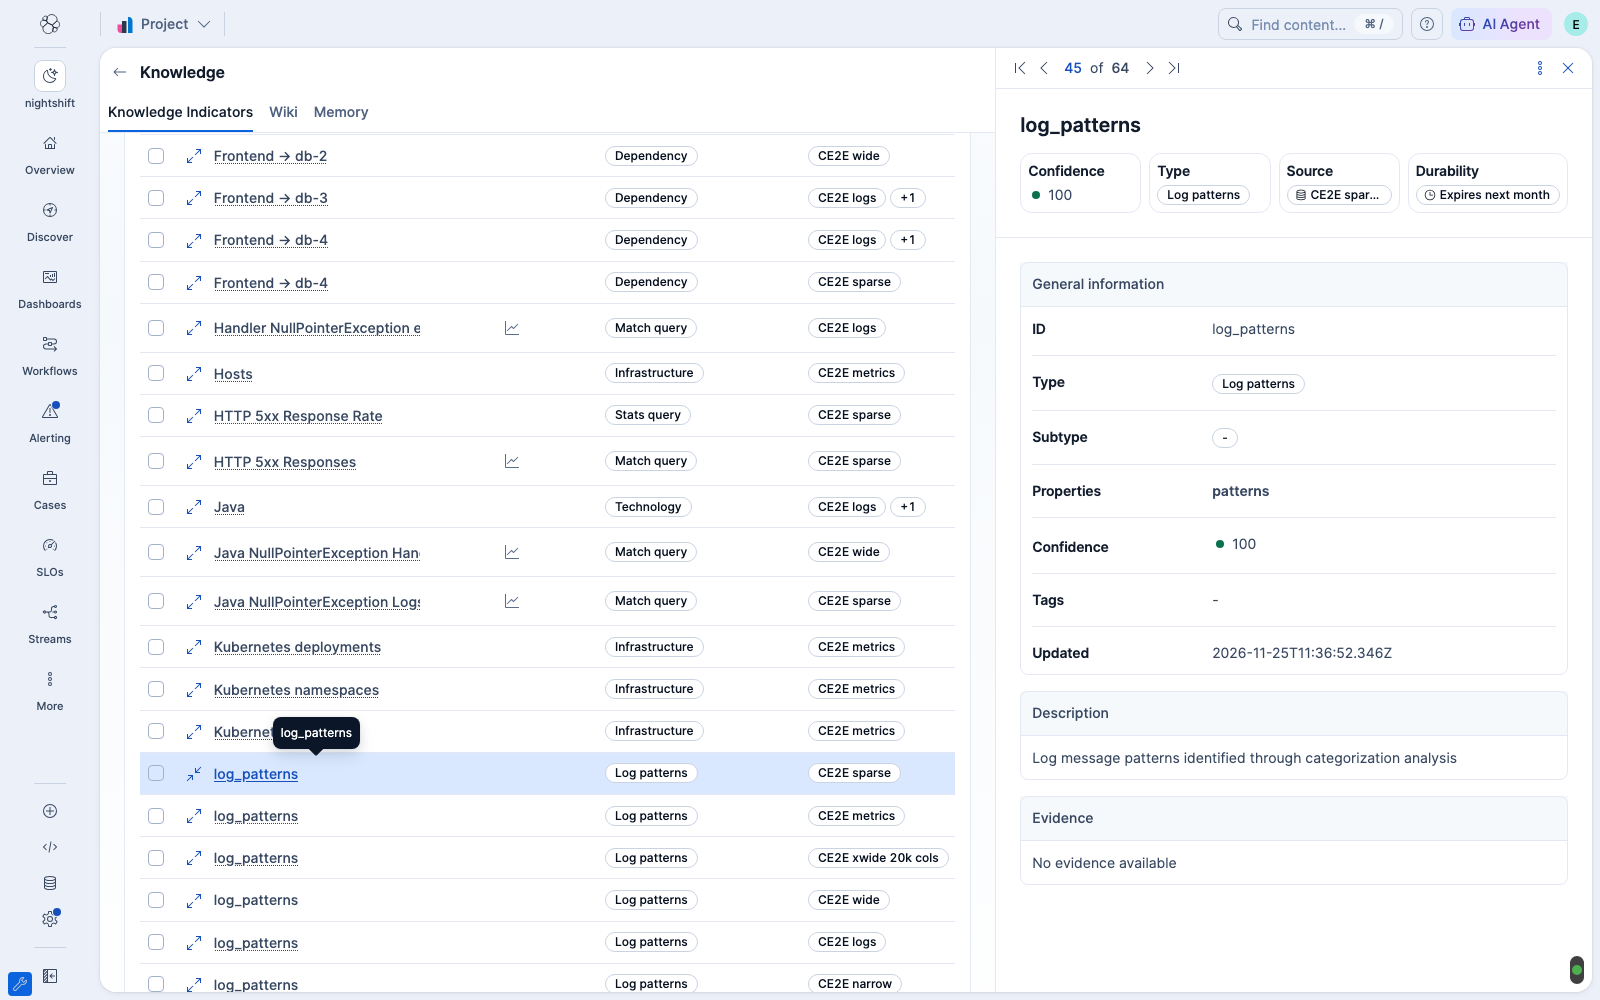 Project
Find content...
⌘ /
AI Agent
E
nightshift
Overview
Discover
Dashboards
Workflows
Alerting
Cases
SLOs
Streams
More
Knowledge
Knowledge Indicators
Wiki
Memory
Frontend → db-2 Dependency CE2E wide
Frontend → db-3 Dependency CE2E logs +1
Frontend → db-4 Dependency CE2E logs +1
Frontend → db-4 Dependency CE2E sparse
Handler NullPointerException e Match query CE2E logs
Hosts Infrastructure CE2E metrics
HTTP 5xx Response Rate Stats query CE2E sparse
HTTP 5xx Responses Match query CE2E sparse
Java Technology CE2E logs +1
Java NullPointerException Han Match query CE2E wide
Java NullPointerException Logs Match query CE2E sparse
Kubernetes deployments Infrastructure CE2E metrics
Kubernetes namespaces Infrastructure CE2E metrics
Kubernet Infrastructure CE2E metrics
log_patterns
log_patterns Log patterns CE2E sparse
log_patterns Log patterns CE2E metrics
log_patterns Log patterns CE2E xwide 20k cols
log_patterns Log patterns CE2E wide
log_patterns Log patterns CE2E logs
log_patterns Log patterns CE2E narrow
45 of 64
log_patterns
Confidence
100
Type
Log patterns
Source
CE2E spar...
Durability
Expires next month
General information
ID log_patterns
Type Log patterns
Subtype -
Properties patterns
Confidence 100
Tags -
Updated 2026-11-25T11:36:52.346Z
Description
Log message patterns identified through categorization analysis
Evidence
No evidence available